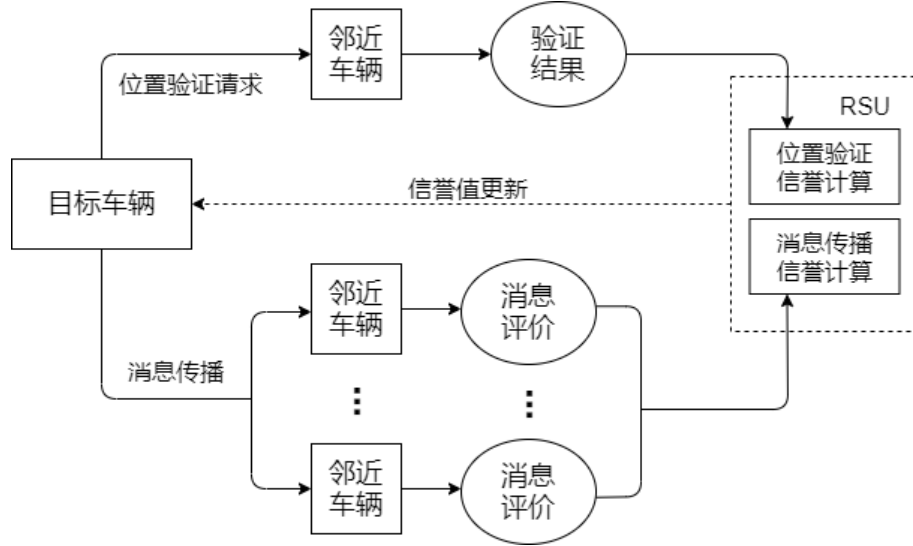 邻近
车辆
验证
结果
位置验证请求
RSU
位置验证
信誉计算
目标车辆
信誉值更新
消息传播
信誉计算
邻近
车辆
消息
评价
消息传播
邻近
车辆
消息
评价